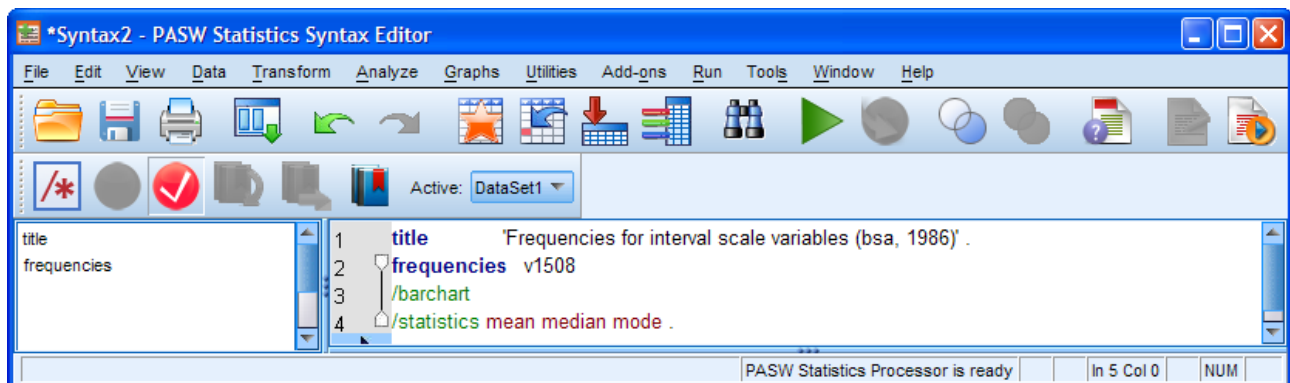 *Syntax2 - PASW Statistics Syntax Editor
File Edit View Data Transform Analyze Graphs Utilities Add-ons Run Tools Window Help
/*
Active: DataSet1
title
frequencies
1 title 'Frequencies for interval scale variables (bsa, 1986)' .
2 frequencies v1508
3 /barchart
4 /statistics mean median mode .
PASW Statistics Processor is ready In 5 Col 0 NUM